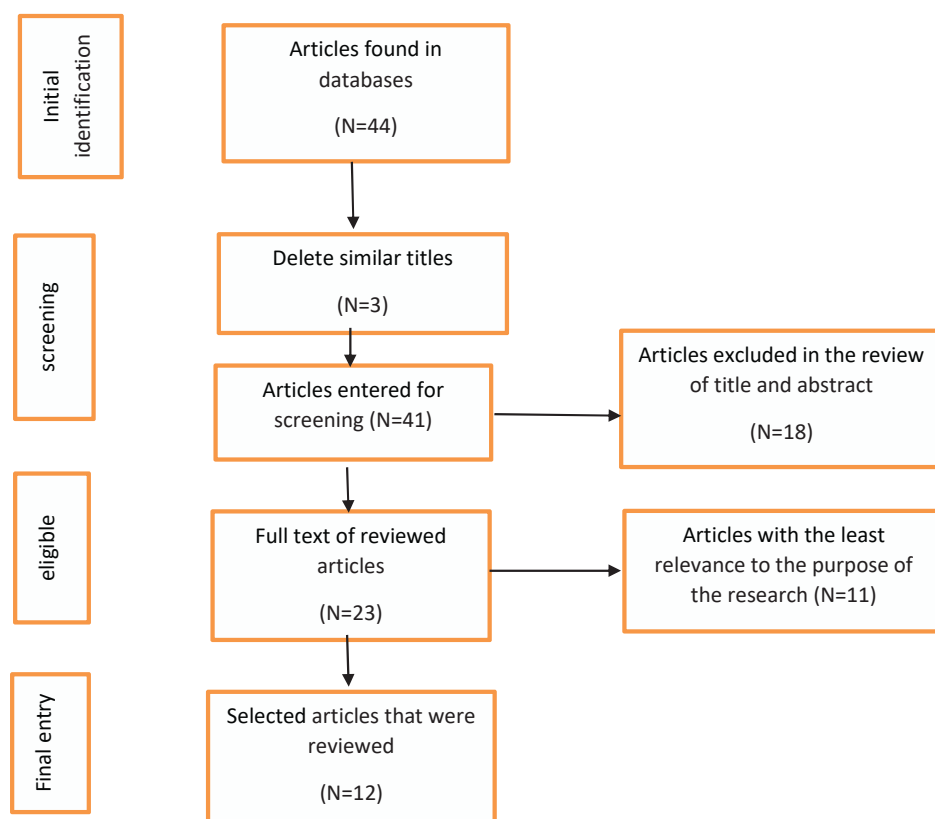 Initial
identification
Articles found in
databases
(N=44)
screening
Delete similar titles
(N=3)
Articles entered for
screening (N=41)
Articles excluded in the review
of title and abstract
(N=18)
eligible
Full text of reviewed
articles
(N=23)
Articles with the least
relevance to the purpose of
the research (N=11)
Final entry
Selected articles that were
reviewed
(N=12)